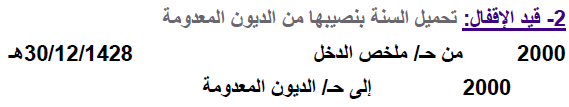 2- قيد الإقفال: تحميل السنة بنصيبها من الديون المعدومة
2000 من حـ/ ملخص الدخل 30/12/1428هـ
2000 إلى حـ/ الديون المعدومة